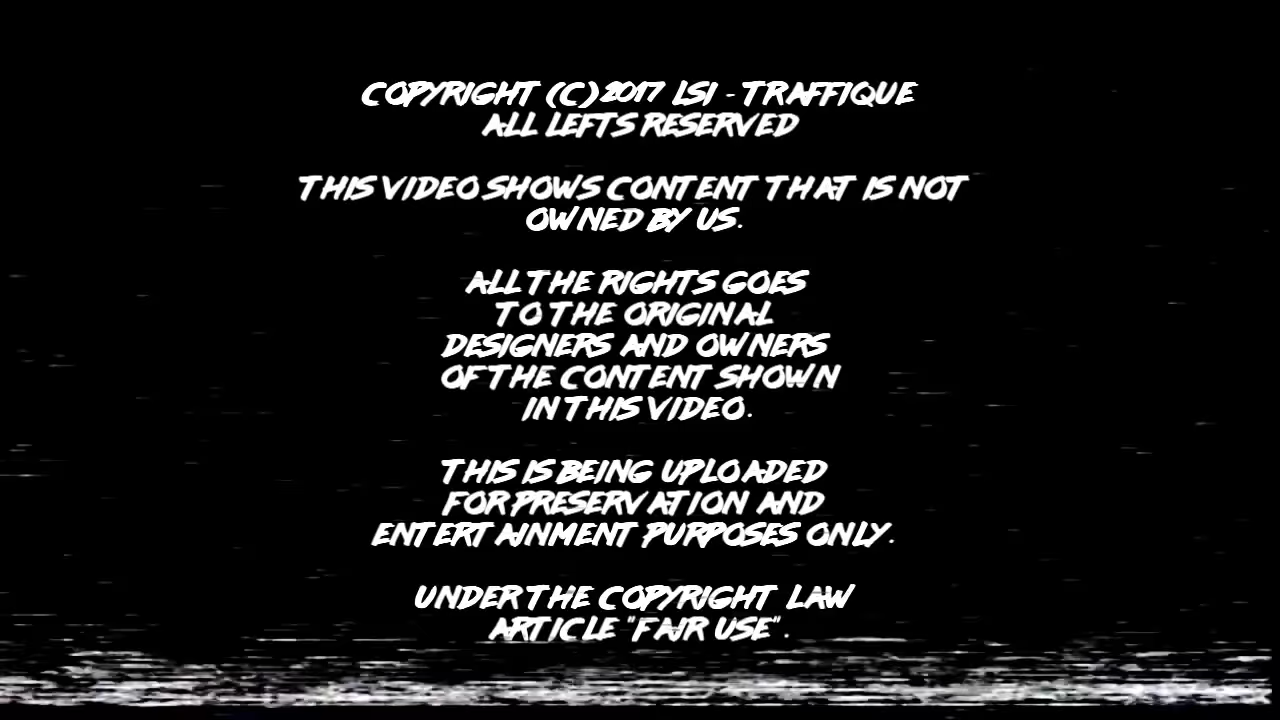 COPYRIGHT (C) 2017 LSI - TRAFFIQUE
ALL LEFTS RESERVED
THIS VIDEO SHOWS CONTENT THAT IS NOT
OWNED BY US.
ALL THE RIGHTS GOES
TO THE ORIGINAL
DESIGNERS AND OWNERS
OF THE CONTENT SHOWN
IN THIS VIDEO.
THIS IS BEING UPLOADED
FOR PRESERVATION AND
ENTERTAINMENT PURPOSES ONLY.
UNDER THE COPYRIGHT LAW
ARTICLE "FAIR USE".